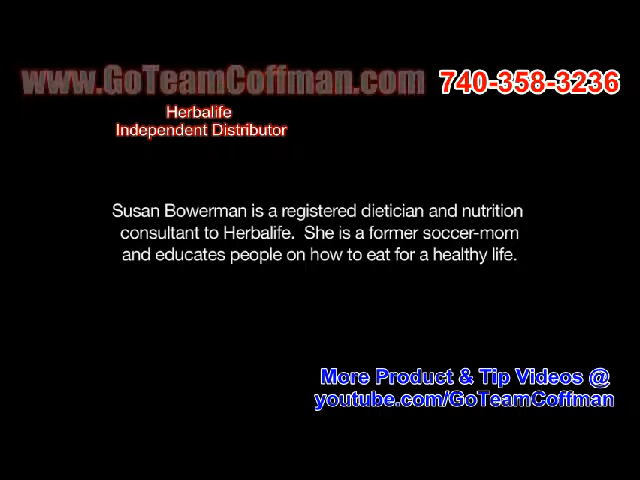 www.GoTeamCoffman.com 740-358-3236
Herbalife
Independent Distributor
Susan Bowerman is a registered dietician and nutrition
consultant to Herbalife. She is a former soccer-mom
and educates people on how to eat for a healthy life.
More Product & Tip Videos @
youtube.com/GoTeamCoffman